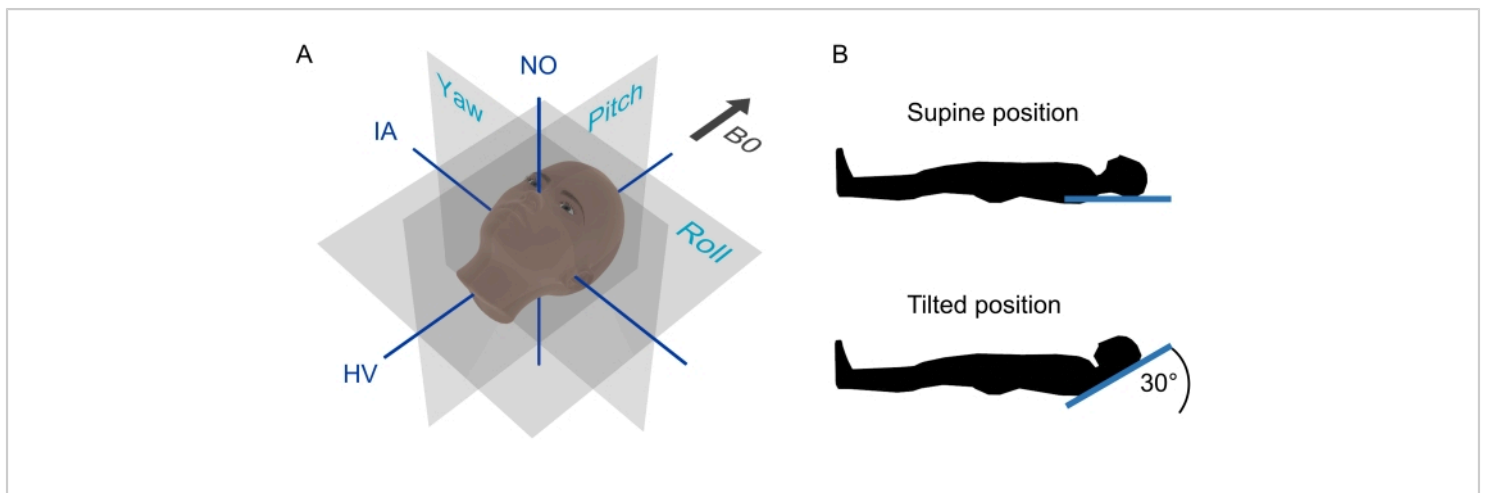 A
NO
Yaw
Pitch
IA
B0
Roll
HV
B
Supine position
Tilted position
30°